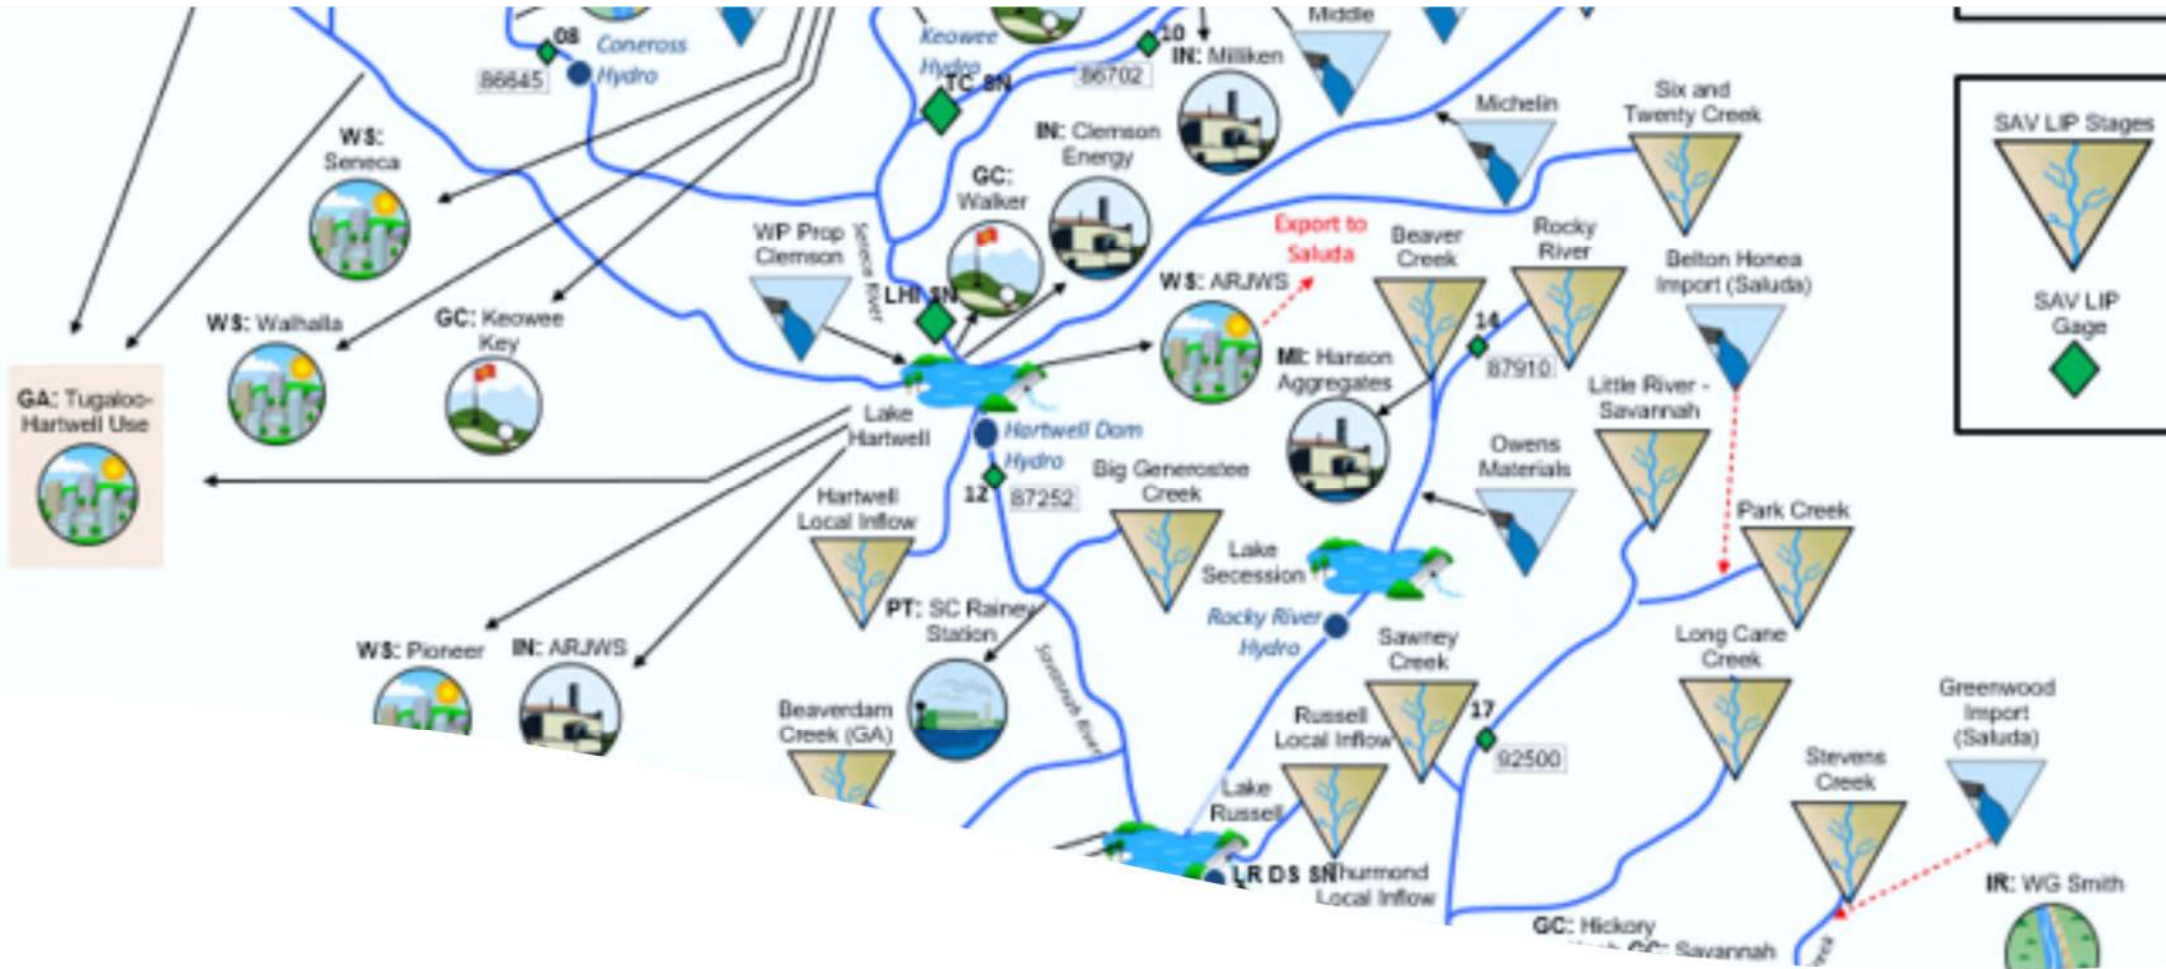 08
Coneross
Hydro
86645
Keowee
Hydro
TC SN
10
86702
IN: Milliken
Middle
Michelin
Six and
Twenty Creek
SAV LIP Stages
SAV LIP
Gage
WS:
Seneca
IN: Clemson
Energy
GC:
Walker
WP Prop
Clemson
Seneca River
LHI SN
Export to
Saluda
Beaver
Creek
Rocky
River
Belton Honea
Import (Saluda)
WS: ARJWS
WS: Walhalla
GC: Keowee
Key
14
87910
MI: Hanson
Aggregates
Little River -
Savannah
GA: Tugaloo-
Hartwell Use
Lake
Hartwell
Hartwell Dam
Hydro
12
87252
Big Generostee
Creek
Owens
Materials
Hartwell
Local Inflow
Park Creek
Lake
Secession
PT: SC Rainey
Station
Rocky River
Hydro
Sawney
Creek
Long Cane
Creek
WS: Pioneer
IN: ARJWS
Savannah River
Beaverdam
Creek (GA)
Russell
Local Inflow
17
92500
Greenwood
Import
(Saluda)
Stevens
Creek
Lake
Russell
LR DS SN
Thurmond
Local Inflow
IR: WG Smith
GC: Hickory
GC: Savannah